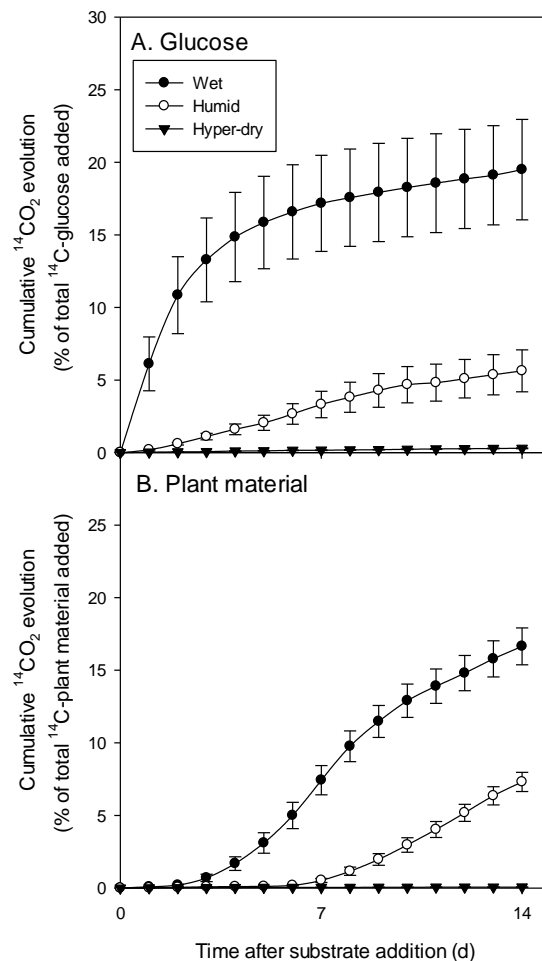 A. Glucose
Wet
Humid
Hyper-dry
Cumulative ¹⁴CO₂ evolution
(% of total ¹⁴C-glucose added)
30
25
20
15
10
5
0
B. Plant material
Cumulative ¹⁴CO₂ evolution
(% of total ¹⁴C-plant material added)
25
20
15
10
5
0
0
7
14
Time after substrate addition (d)